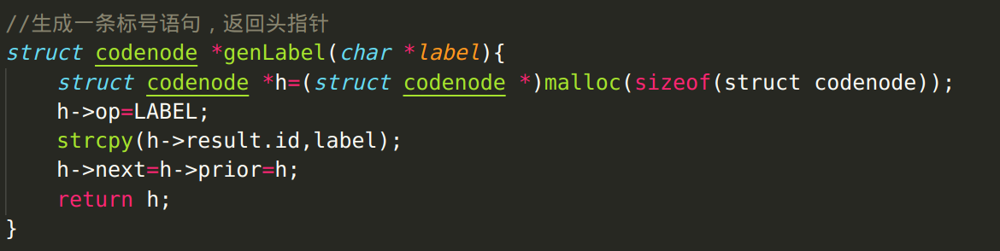 //生成一条标号语句，返回头指针
struct codenode *genLabel(char *label){
    struct codenode *h=(struct codenode *)malloc(sizeof(struct codenode));
    h->op=LABEL;
    strcpy(h->result.id,label);
    h->next=h->prior=h;
    return h;
}